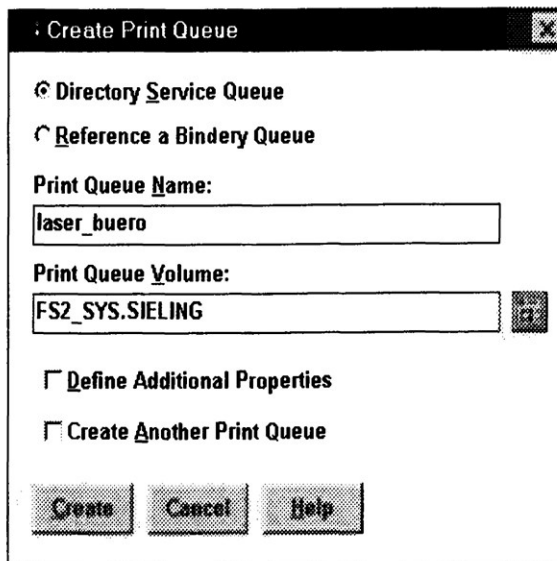 Create Print Queue
Directory Service Queue
Reference a Bindery Queue
Print Queue Name:
laser_buero
Print Queue Volume:
FS2_SYS.SIELING
Define Additional Properties
Create Another Print Queue
Create Cancel Help